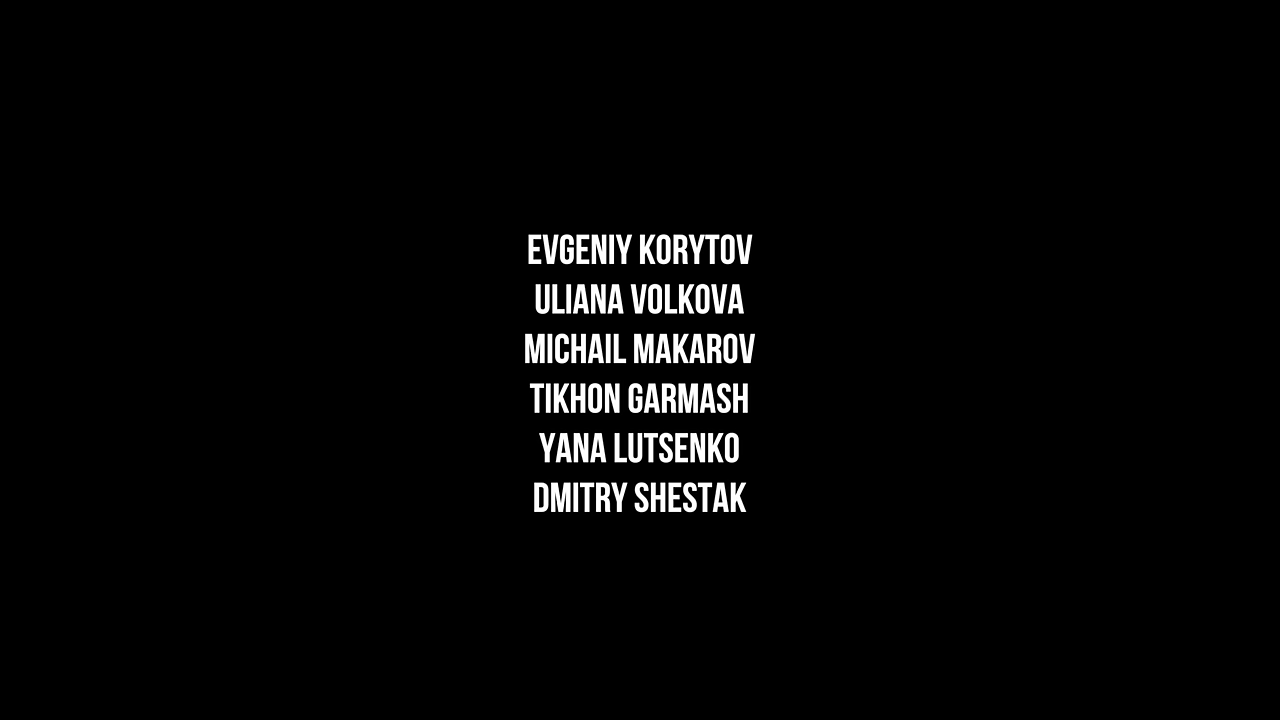 EVGENIY KORYTOV
ULIANA VOLKOVA
MICHAIL MAKAROV
TIKHON GARMASH
YANA LUTSENKO
DMITRY SHESTAK